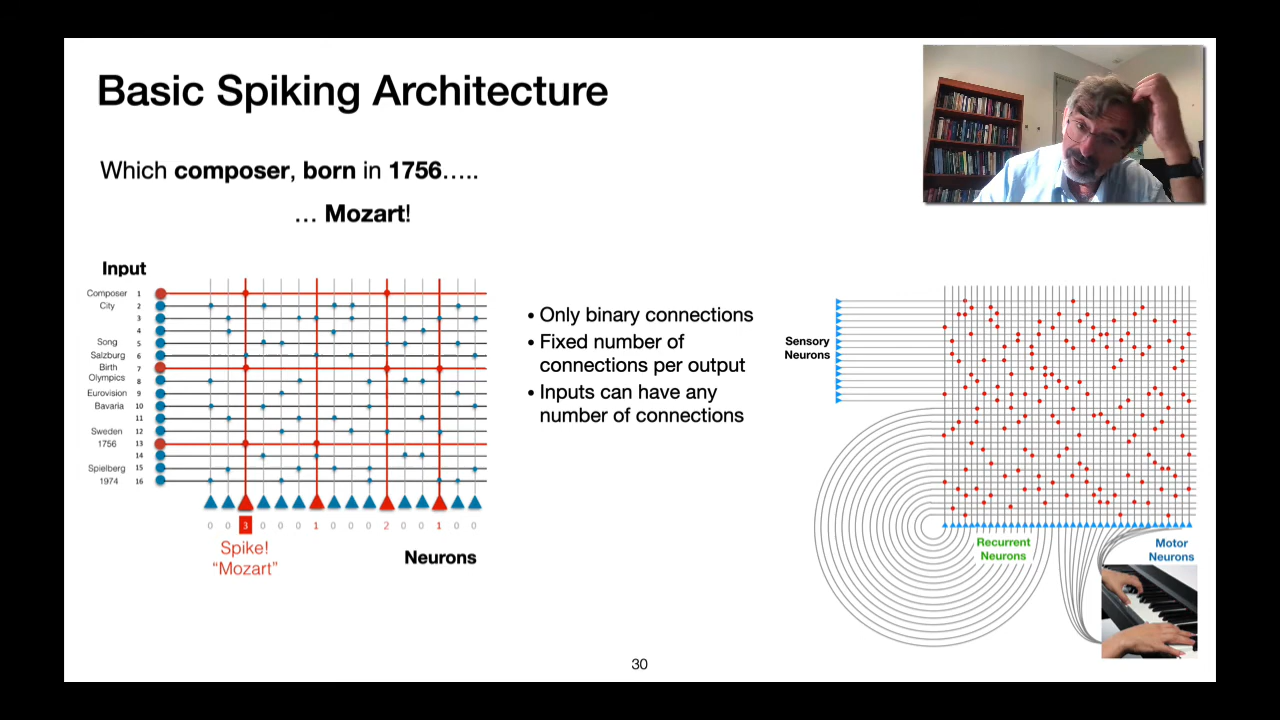 Basic Spiking Architecture
Which composer, born in 1756…..
… Mozart!
Input
Composer 1
City 2
3
4
Song 5
Salzburg 6
Birth 7
Olympics 8
Eurovision 9
Bavaria 10
11
Sweden 12
1756 13
14
Spielberg 15
1974 16
0 0 3 0 0 0 1 0 0 0 2 0 0 1 0 0
Spike!
“Mozart”
Neurons
• Only binary connections
• Fixed number of
connections per output
• Inputs can have any
number of connections
Sensory
Neurons
Recurrent
Neurons
Motor
Neurons
30